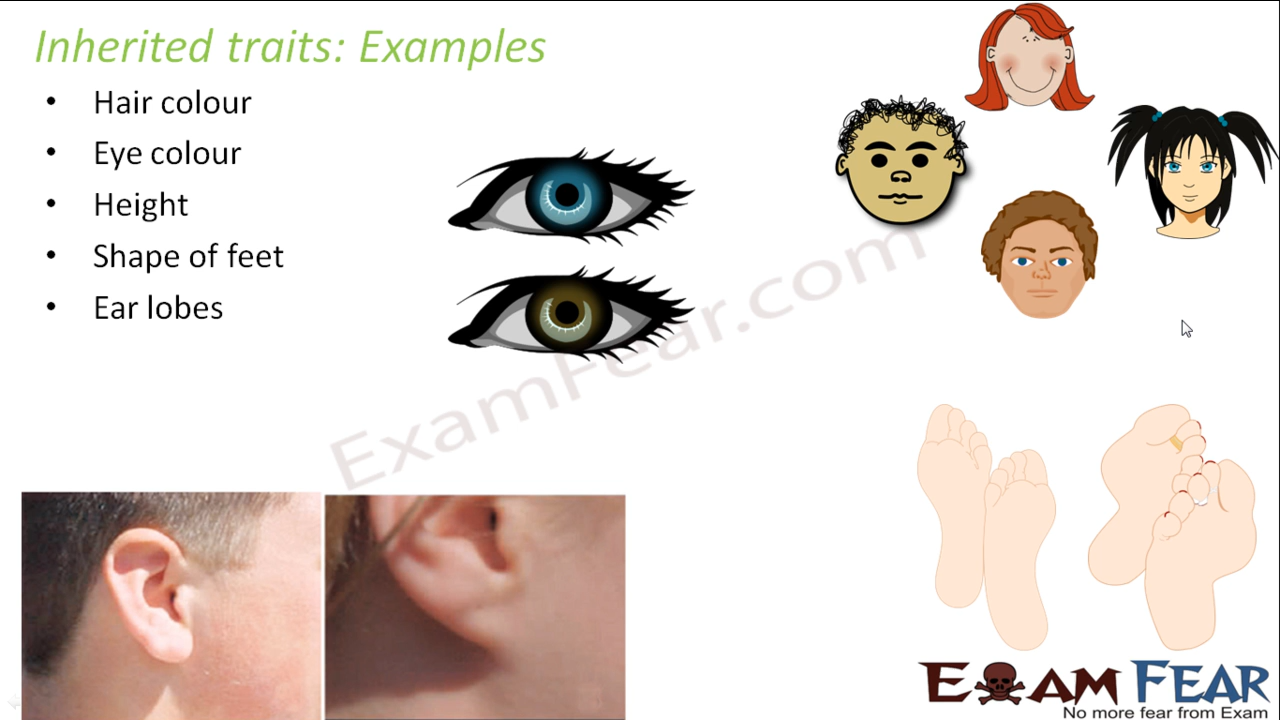 Inherited traits: Examples
• Hair colour
• Eye colour
• Height
• Shape of feet
• Ear lobes
ExamFear.com
EXAM FEAR
No more fear from Exam